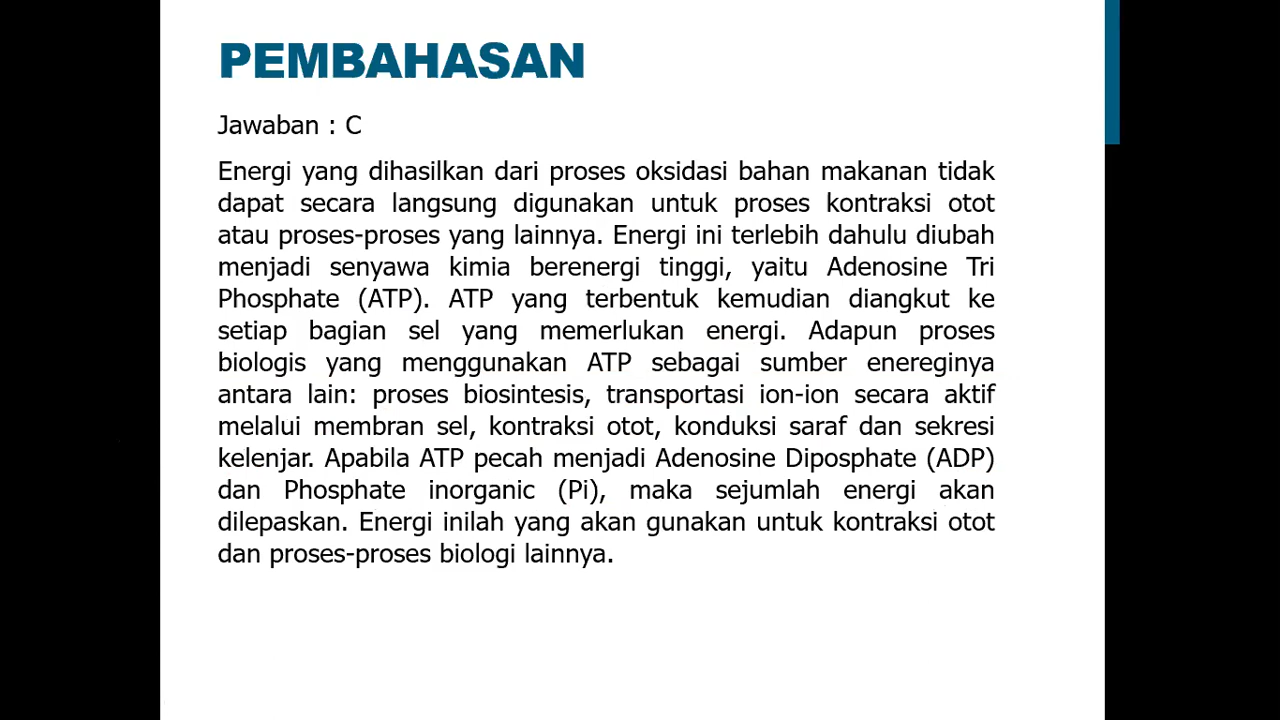 PEMBAHASAN
Jawaban : C
Energi yang dihasilkan dari proses oksidasi bahan makanan tidak
dapat secara langsung digunakan untuk proses kontraksi otot
atau proses-proses yang lainnya. Energi ini terlebih dahulu diubah
menjadi senyawa kimia berenergi tinggi, yaitu Adenosine Tri
Phosphate (ATP). ATP yang terbentuk kemudian diangkut ke
setiap bagian sel yang memerlukan energi. Adapun proses
biologis yang menggunakan ATP sebagai sumber enereginya
antara lain: proses biosintesis, transportasi ion-ion secara aktif
melalui membran sel, kontraksi otot, konduksi saraf dan sekresi
kelenjar. Apabila ATP pecah menjadi Adenosine Diposphate (ADP)
dan Phosphate inorganic (Pi), maka sejumlah energi akan
dilepaskan. Energi inilah yang akan gunakan untuk kontraksi otot
dan proses-proses biologi lainnya.